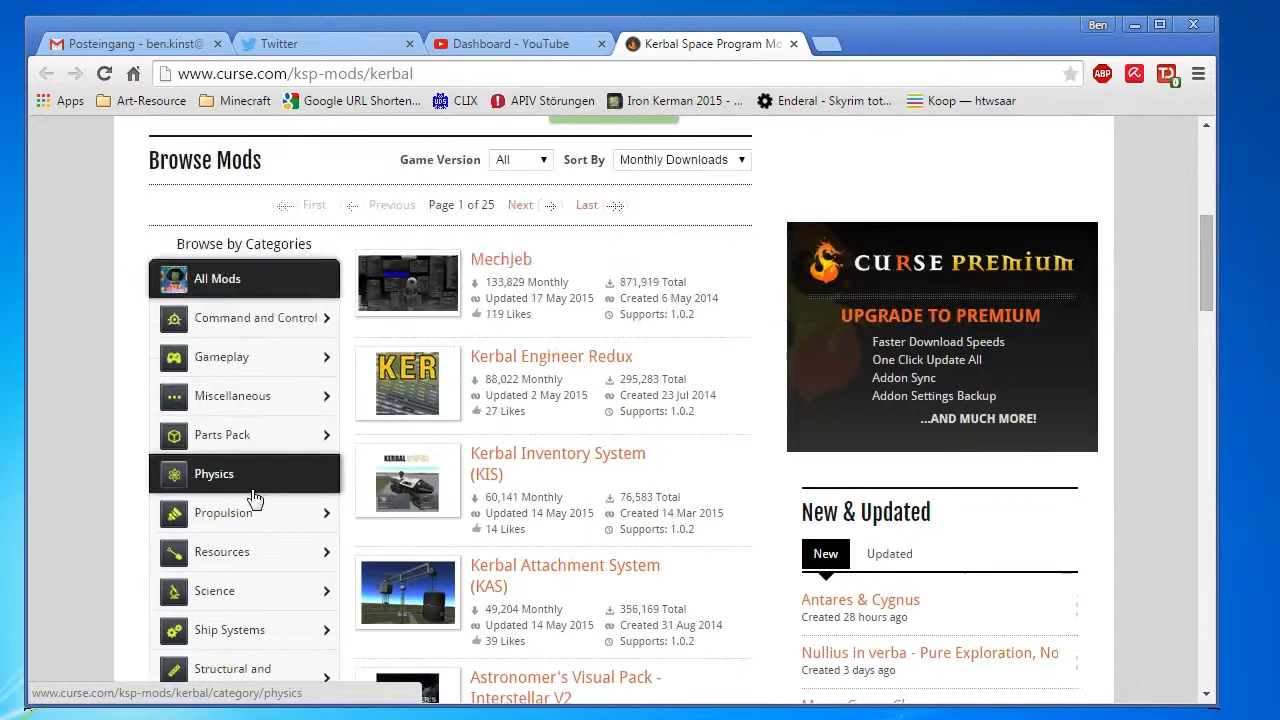 Ben
Posteingang - ben.kinst@
Twitter
Dashboard - YouTube
Kerbal Space Program Mo
www.curse.com/ksp-mods/kerbal
ABP
0
Apps
Art-Resource
Minecraft
Google URL Shorten...
CLIX
APIV Störungen
IronKerman 2015 - ...
Enderal - Skyrim tot...
Koop — htwsaar
Browse Mods
Game Version
All
Sort By
Monthly Downloads
First
Previous
Page 1 of 25
Next
Last
Browse by Categories
All Mods
Command and Control
Gameplay
Miscellaneous
Parts Pack
Physics
Propulsion
Resources
Science
Ship Systems
Structural and
Mechjeb
133,829 Monthly
871,919 Total
Updated 17 May 2015
Created 6 May 2014
119 Likes
Supports: 1.0.2
KER
Kerbal Engineer Redux
88,022 Monthly
295,283 Total
Updated 2 May 2015
Created 23 Jul 2014
27 Likes
Supports: 1.0.2
Kerbal Inventory System
(KIS)
60,141 Monthly
76,583 Total
Updated 14 May 2015
Created 14 Mar 2015
14 Likes
Supports: 1.0.2
Kerbal Attachment System
(KAS)
49,204 Monthly
356,169 Total
Updated 14 May 2015
Created 31 Aug 2014
39 Likes
Supports: 1.0.2
Astronomer's Visual Pack -
Interstellar V2
CURSE PREMIUM
UPGRADE TO PREMIUM
Faster Download Speeds
One Click Update All
Addon Sync
Addon Settings Backup
...AND MUCH MORE!
New & Updated
New
Updated
Antares & Cygnus
Created 28 hours ago
Nullius in verba - Pure Exploration, No
Created 3 days ago
www.curse.com/ksp-mods/kerbal/category/physics